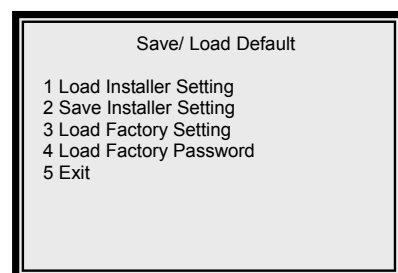 Save/ Load Default
1 Load Installer Setting
2 Save Installer Setting
3 Load Factory Setting
4 Load Factory Password
5 Exit